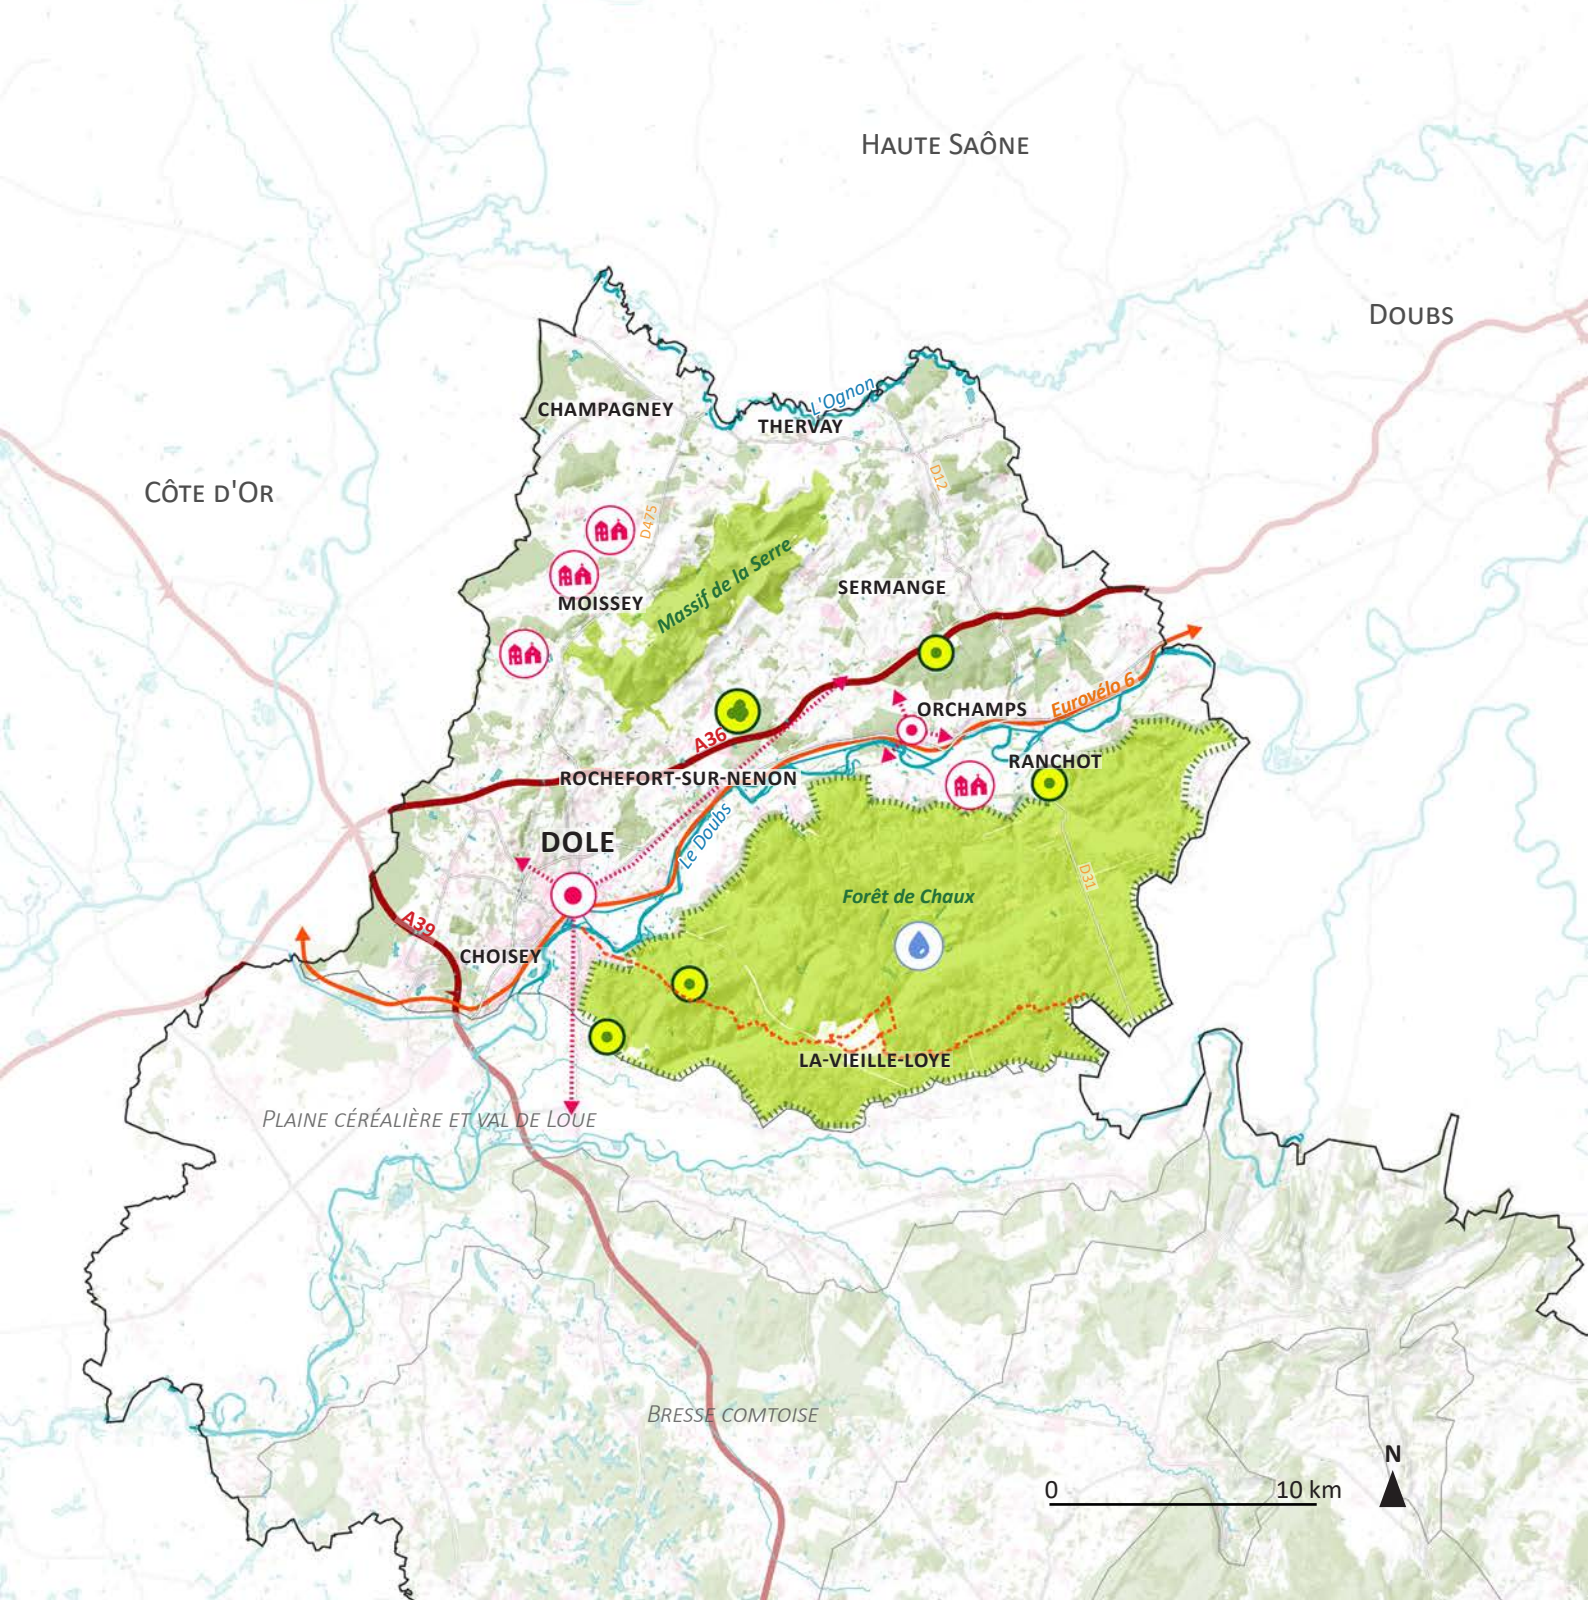 HAUTE SAÔNE
DOUBS
L'Ognon
CHAMPAGNEY
THERVAY
D12
CÔTE D'OR
D475
Massif de la Serre
SERMANGE
MOISSEY
Eurovélo 6
ORCHAMPS
A36
RANCHOT
ROCHEFORT-SUR-NENON
Le Doubs
DOLE
D31
Forêt de Chaux
A39
CHOISEY
LA-VIEILLE-LOYE
PLAINE CÉRÉALIÈRE ET VAL DE LOUE
BRESSE COMTOISE
N
0 10 km